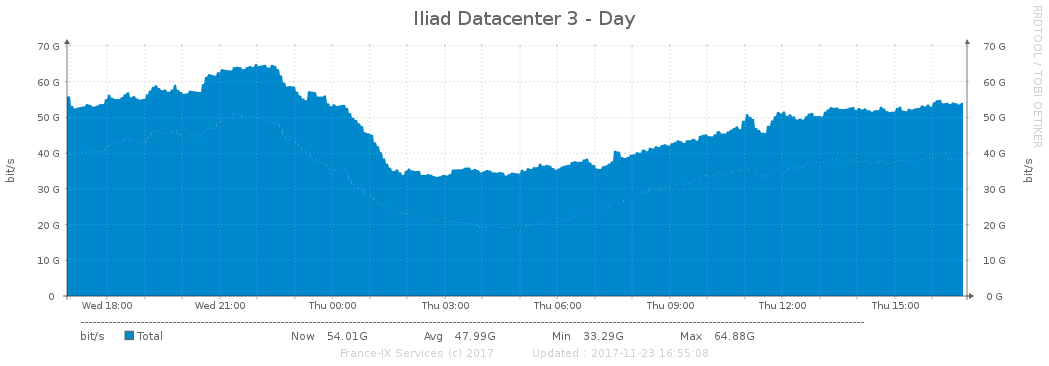 Iliad Datacenter 3 - Day
RRDTOOL / TOBI OETIKER
70 G 70 G
60 G 60 G
50 G 50 G
40 G 40 G
30 G 30 G
20 G 20 G
10 G 10 G
0 0 G
bit/s bit/s
Wed 18:00 Wed 21:00 Thu 00:00 Thu 03:00 Thu 06:00 Thu 09:00 Thu 12:00 Thu 15:00
bit/s Total Now 54.01G Avg 47.99G Min 33.29G Max 64.88G
France-IX Services (c) 2017 Updated : 2017-11-23 16:55:08